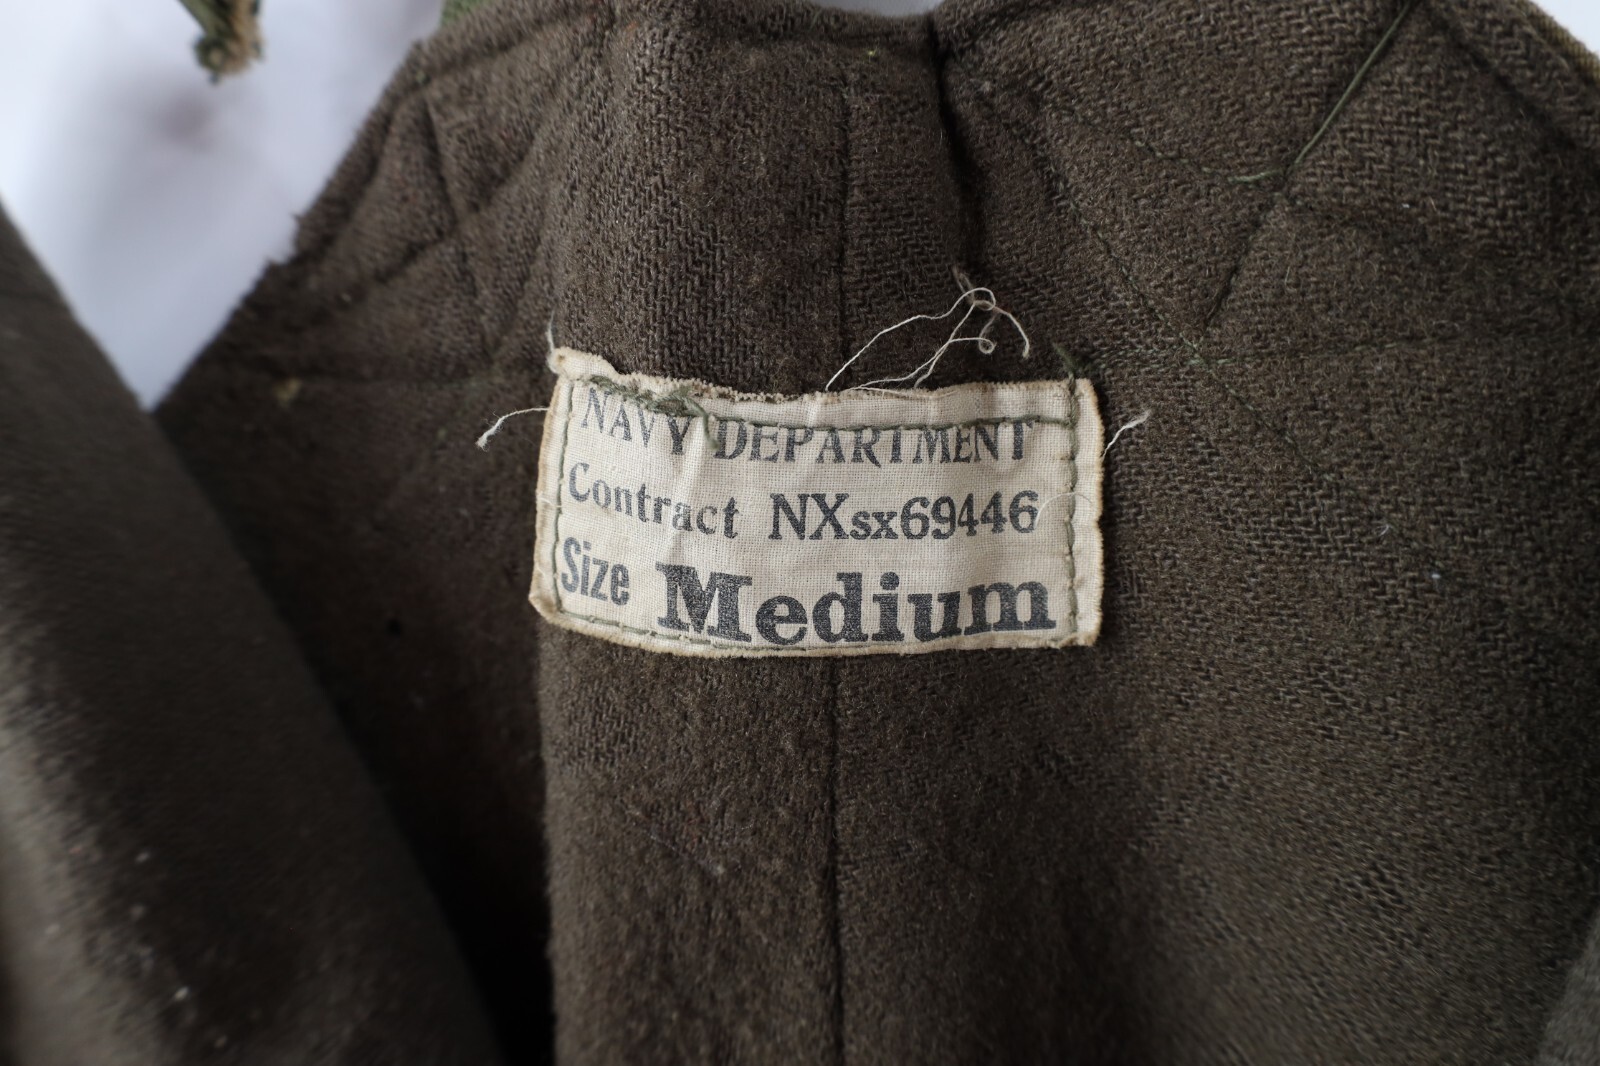 NAVY DEPARTMENT
Contract NXsx69446
Size Medium